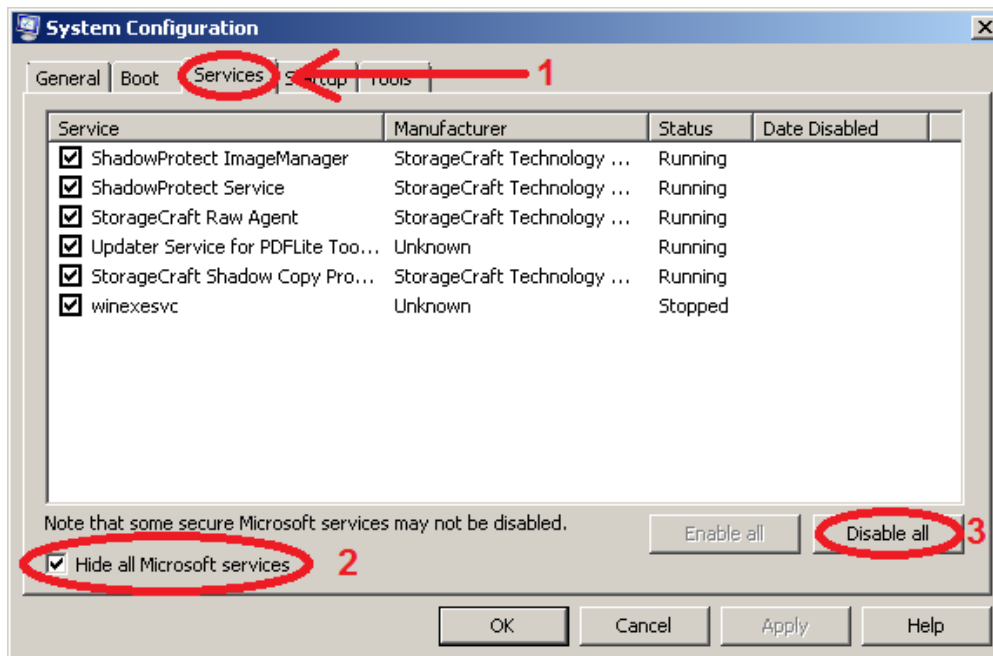 System Configuration
General Boot Services Startup Tools 1
Service Manufacturer Status Date Disabled
ShadowProtect ImageManager StorageCraft Technology ... Running
ShadowProtect Service StorageCraft Technology ... Running
StorageCraft Raw Agent StorageCraft Technology ... Running
Updater Service for PDFLite Too... Unknown Running
StorageCraft Shadow Copy Pro... StorageCraft Technology ... Running
winexesvc Unknown Stopped
Note that some secure Microsoft services may not be disabled.
Enable all Disable all 3
Hide all Microsoft services 2
OK Cancel Apply Help